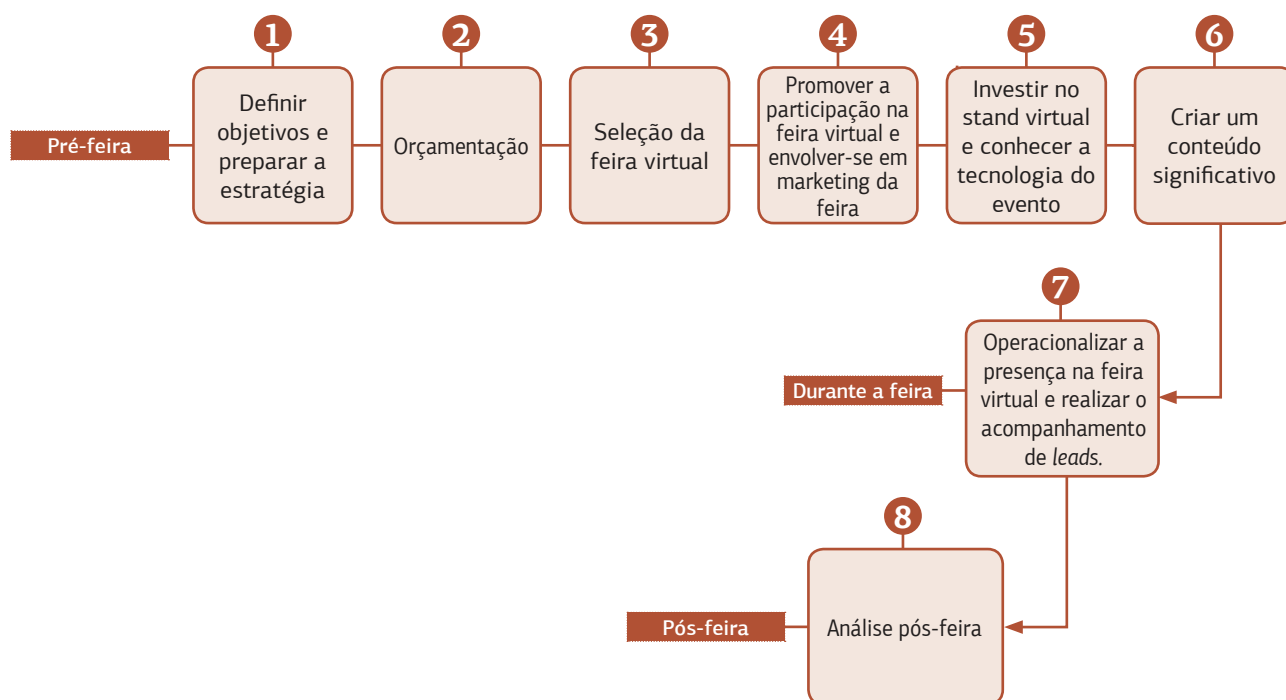 1
2
3
4
5
6
Pré-feira
Definir
objetivos e
preparar a
estratégia
Orçamentação
Seleção da
feira virtual
Promover a
participação na
feira virtual e
envolver-se em
marketing da
feira
Investir no
stand virtual
e conhecer a
tecnologia do
evento
Criar um
conteúdo
significativo
7
Durante a feira
Operacionalizar a
presença na feira
virtual e realizar o
acompanhamento
de leads.
8
Pós-feira
Análise pós-feira